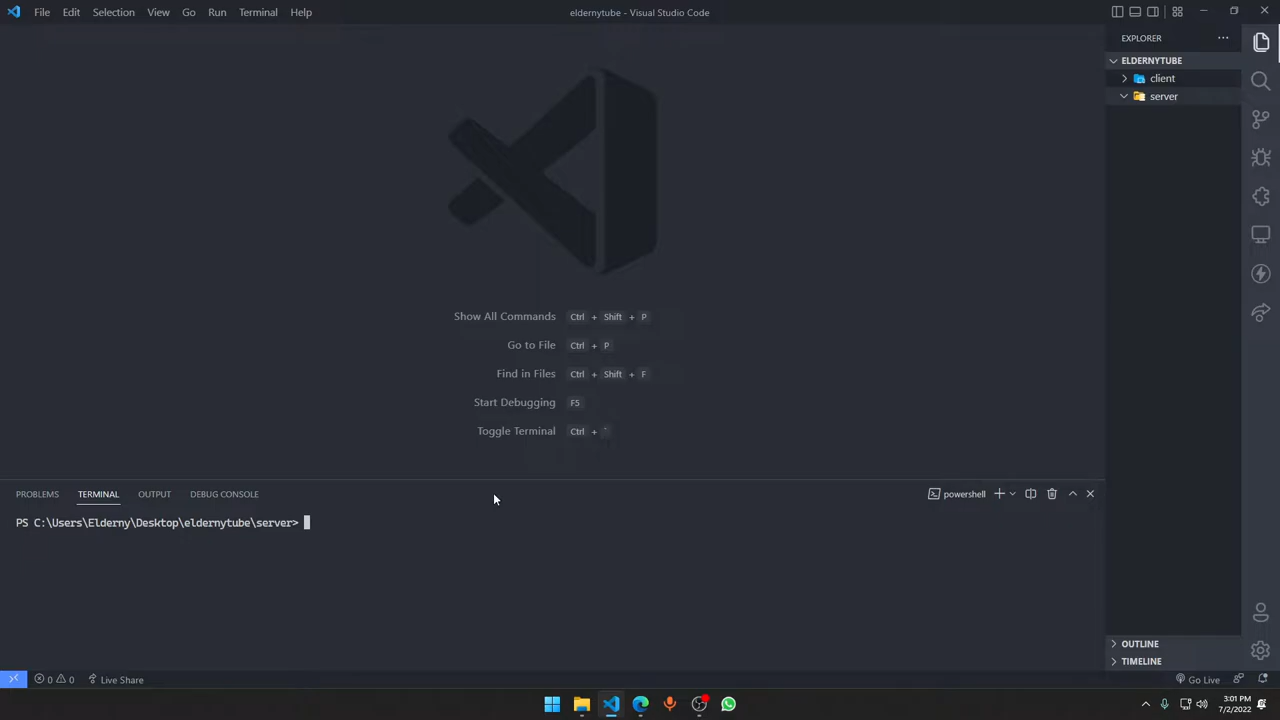 File Edit Selection View Go Run Terminal Help
eldernytube - Visual Studio Code
EXPLORER
ELDERNYTUBE
client
server
Show All Commands Ctrl + Shift + P
Go to File Ctrl + P
Find in Files Ctrl + Shift + F
Start Debugging F5
Toggle Terminal Ctrl + `
PROBLEMS TERMINAL OUTPUT DEBUG CONSOLE
powershell
PS C:\Users\Elderny\Desktop\eldernytube\server>
OUTLINE
TIMELINE
0 0 Live Share
Go Live
3:01 PM
7/2/2022